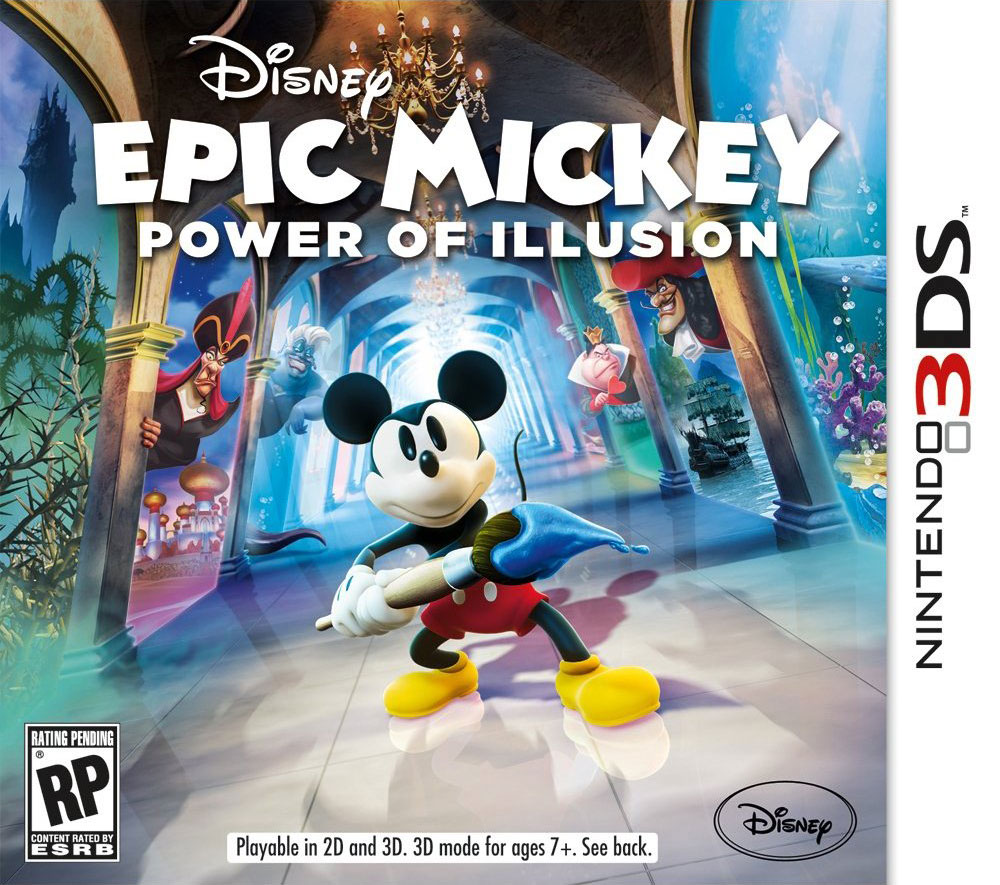 Disney
EPIC MICKEY
POWER OF ILLUSION
NINTENDO 3DS™
RATING PENDING
RP
®
CONTENT RATED BY
ESRB
Playable in 2D and 3D. 3D mode for ages 7+. See back.
Disney